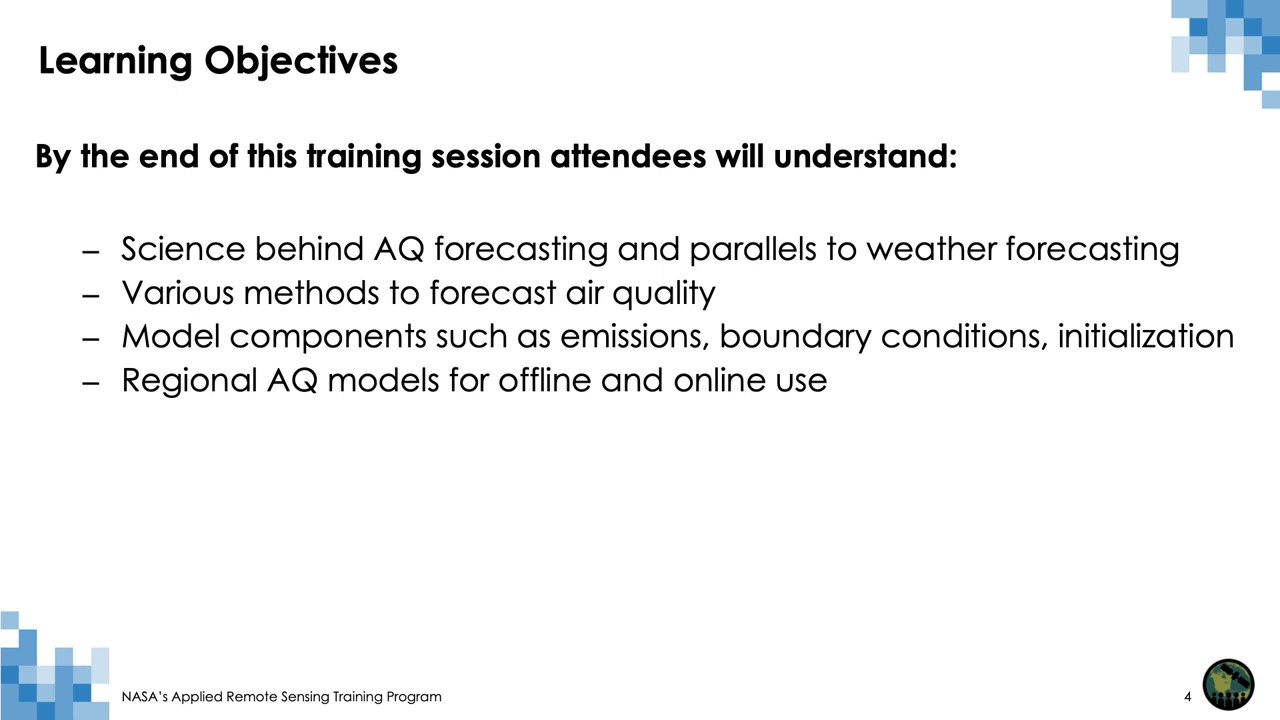 Learning Objectives
By the end of this training session attendees will understand:
– Science behind AQ forecasting and parallels to weather forecasting
– Various methods to forecast air quality
– Model components such as emissions, boundary conditions, initialization
– Regional AQ models for offline and online use
NASA's Applied Remote Sensing Training Program
4